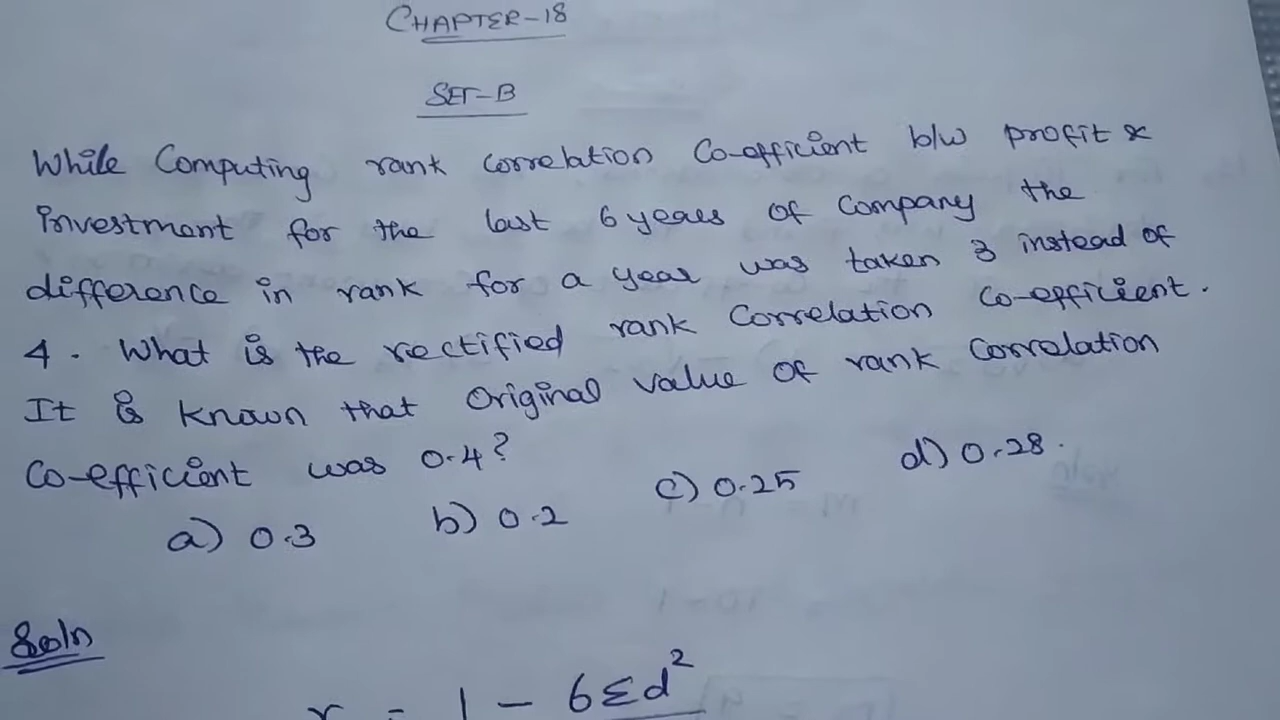 CHAPTER-18
SET-B
While Computing rank correlation Co-efficient b/w profit &
investment for the last 6 years of Company the
difference in rank for a year was taken 3 instead of
4. What is the rectified rank Correlation Co-efficient.
It is known that Original value of rank Correlation
Co-efficient was 0.4?
a) 0.3 b) 0.2 c) 0.25 d) 0.28.
Soln
r = 1 - 6Σd²